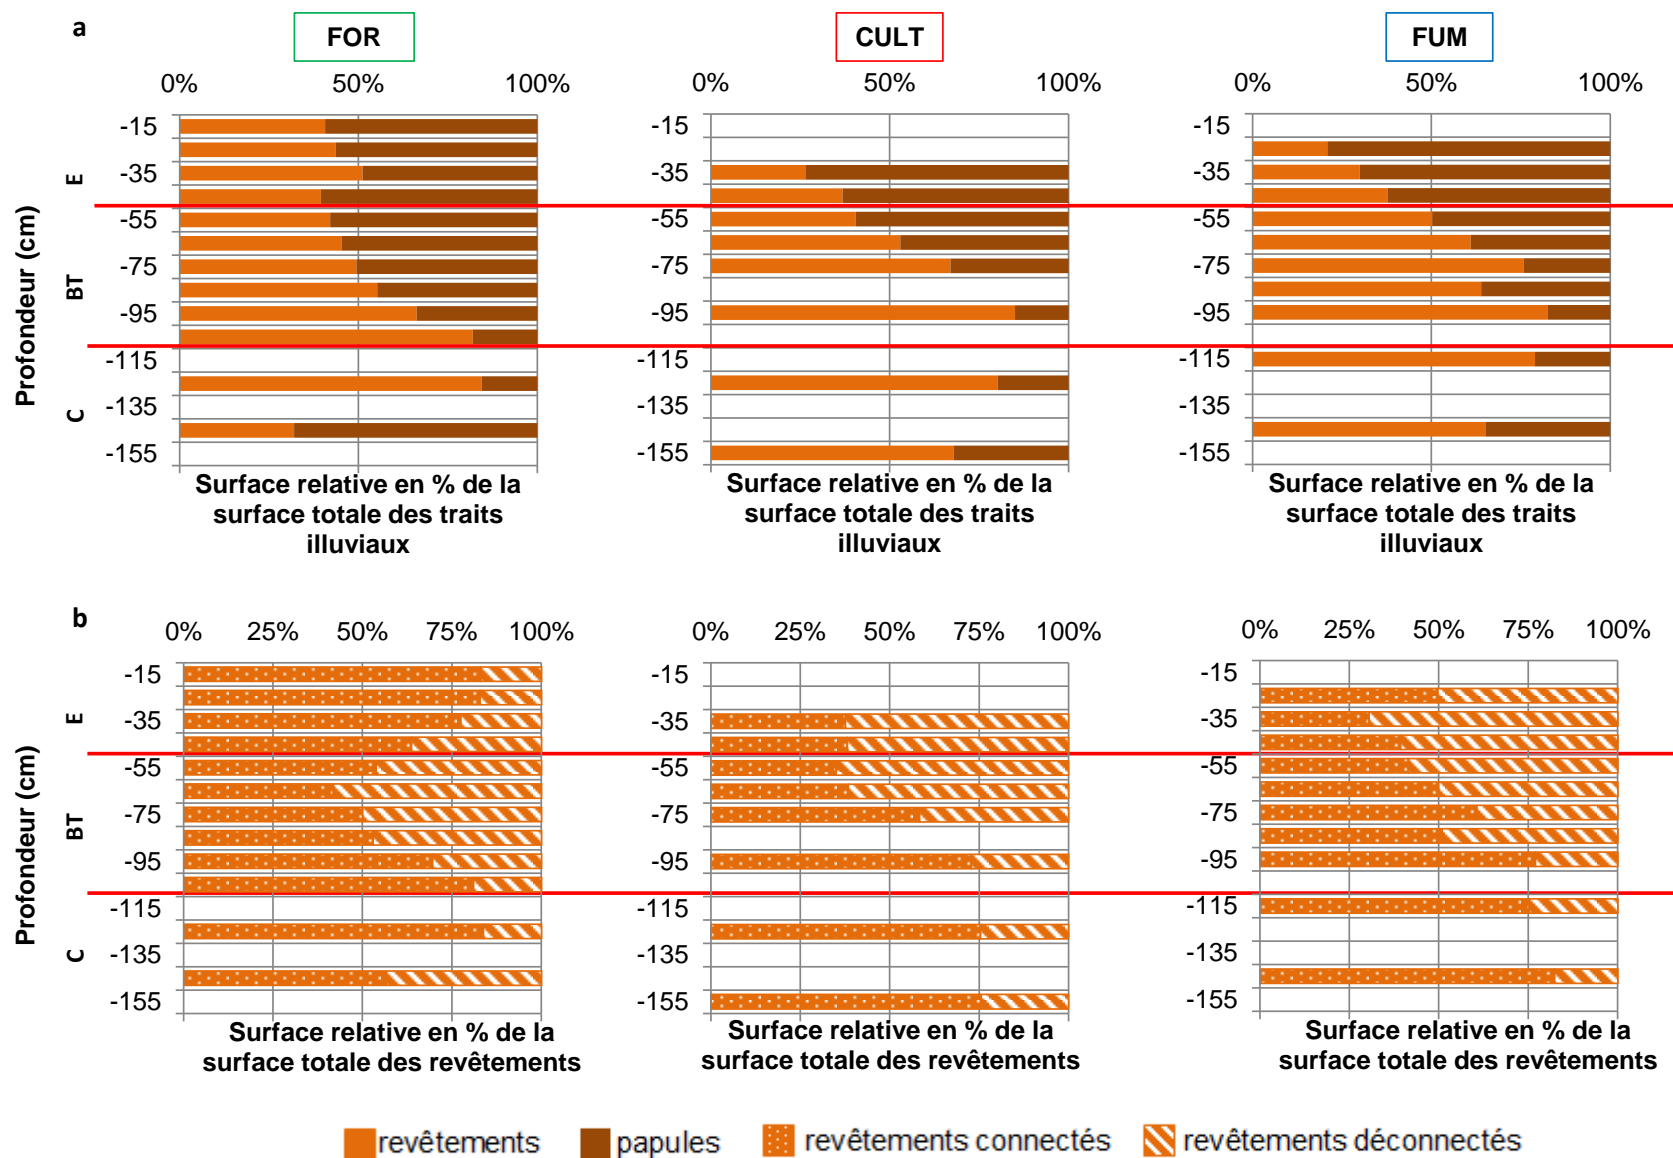 a
FOR
CULT
FUM
0% 50% 100%
0% 50% 100%
0% 50% 100%
Profondeur (cm)
E
BT
C
-15
-35
-55
-75
-95
-115
-135
-155
-15
-35
-55
-75
-95
-115
-135
-155
-15
-35
-55
-75
-95
-115
-135
-155
Surface relative en % de la
surface totale des traits
illuviaux
Surface relative en % de la
surface totale des traits
illuviaux
Surface relative en % de la
surface totale des traits
illuviaux
b
0% 25% 50% 75% 100%
0% 25% 50% 75% 100%
0% 25% 50% 75% 100%
Profondeur (cm)
E
BT
C
-15
-35
-55
-75
-95
-115
-135
-155
-15
-35
-55
-75
-95
-115
-135
-155
-15
-35
-55
-75
-95
-115
-135
-155
Surface relative en % de la
surface totale des revêtements
Surface relative en % de la
surface totale des revêtements
Surface relative en % de la
surface totale des revêtements
revêtements papules revêtements connectés revêtements déconnectés